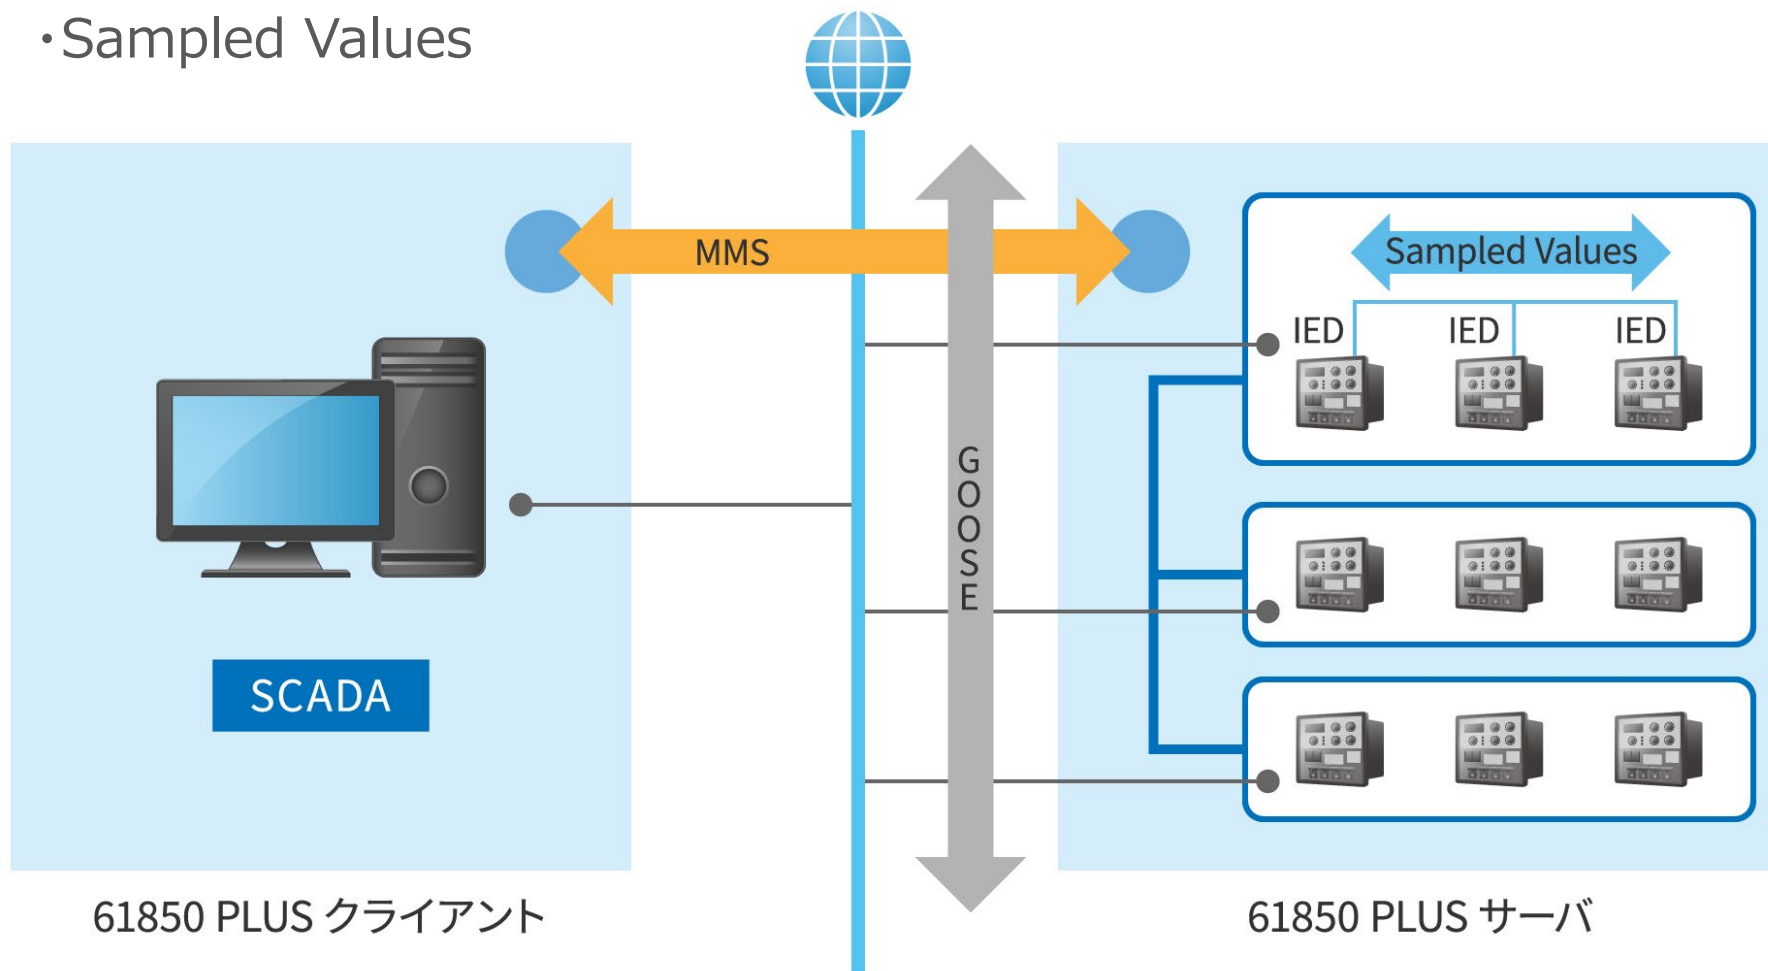 ・Sampled Values
MMS
Sampled Values
IED IED IED
GOOSE
SCADA
61850 PLUS クライアント
61850 PLUS サーバ